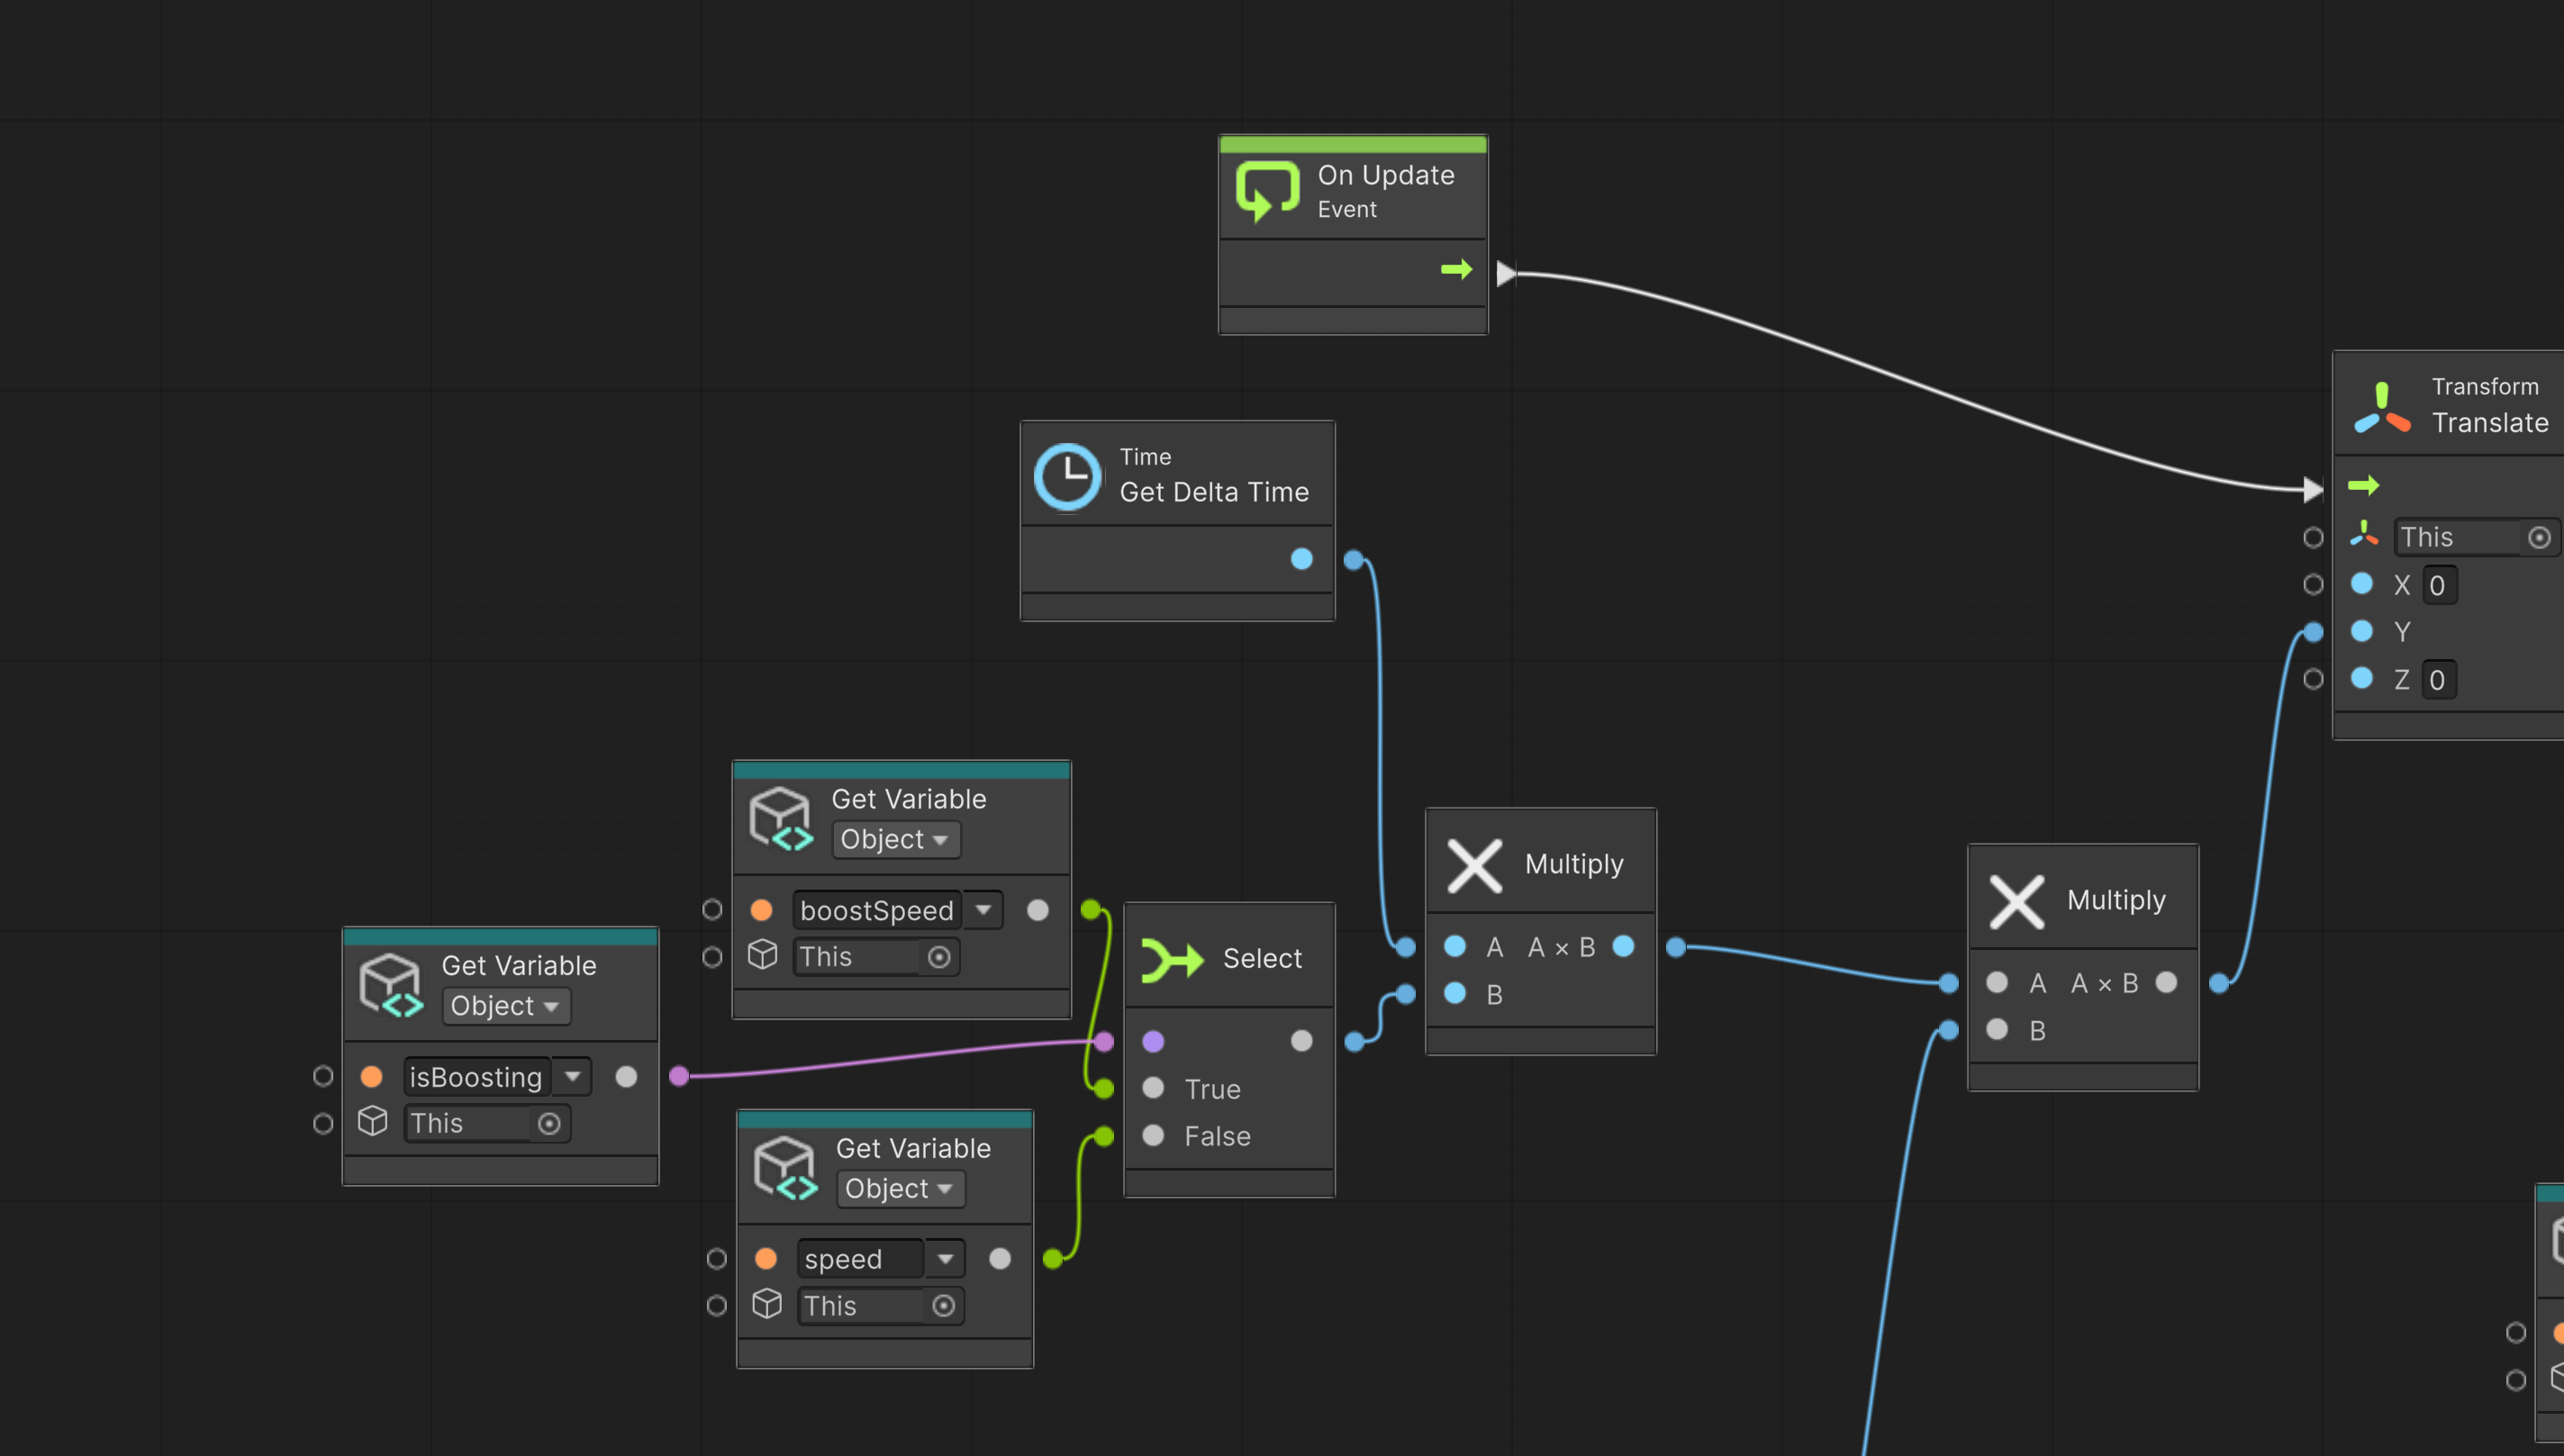 On Update
Event
Transform
Translate
This
X 0
Y
Z 0
Time
Get Delta Time
Get Variable
Object
boostSpeed
This
Multiply
A A × B
B
Multiply
A A × B
B
Select
True
False
Get Variable
Object
isBoosting
This
Get Variable
Object
speed
This